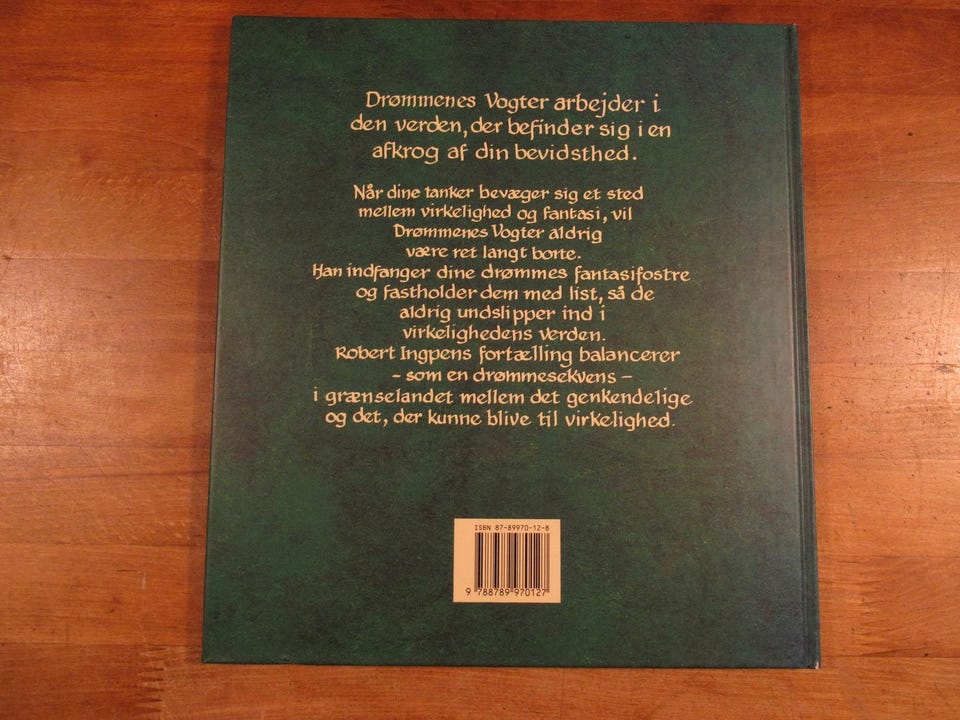 Drømmenes Vogter arbejder i
den verden, der befinder sig i en
afkrog af din bevidsthed.
Når dine tanker bevæger sig et sted
mellem virkelighed og fantasi, vil
Drømmenes Vogter aldrig
være ret langt borte.
Han indfanger dine drømmes fantasifostre
og fastholder dem med list, så de
aldrig undslipper ind i
virkelighedens verden.
Robert Ingpens fortælling balancerer
– som en drømmesekvens –
i grænselandet mellem det genkendelige
og det, der kunne blive til virkelighed.
ISBN 87-89970-12-8
9 788789 970127